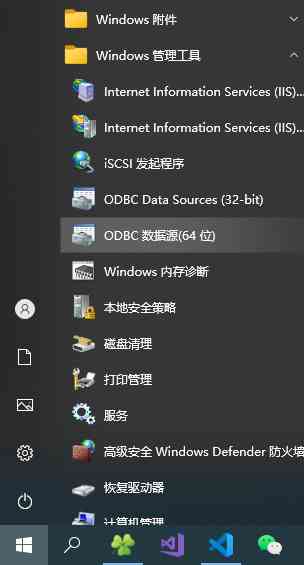 Windows 附件
Windows 管理工具
Internet Information Services (IIS)...
Internet Information Services (IIS)...
iSCSI 发起程序
ODBC Data Sources (32-bit)
ODBC 数据源(64 位)
Windows 内存诊断
本地安全策略
磁盘清理
打印管理
服务
高级安全 Windows Defender 防火墙
恢复驱动器
计算机管理